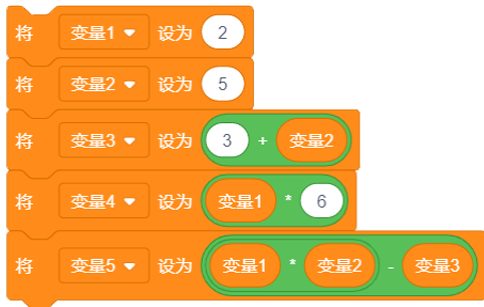 将 变量1 设为 2
将 变量2 设为 5
将 变量3 设为 3 + 变量2
将 变量4 设为 变量1 * 6
将 变量5 设为 变量1 * 变量2 - 变量3